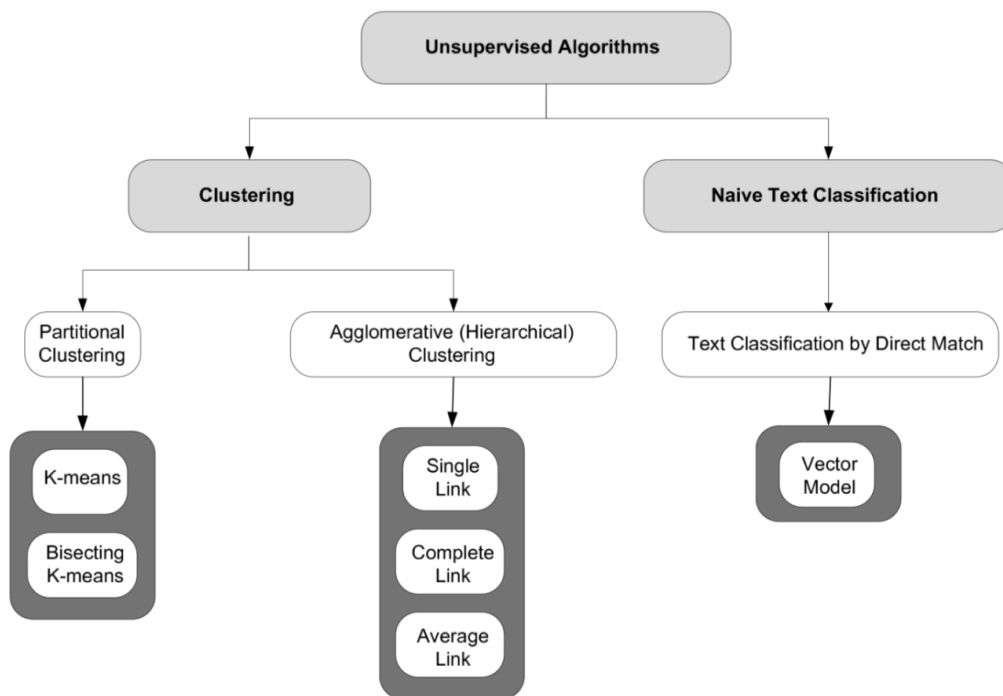 Unsupervised Algorithms
Clustering
Naive Text Classification
Partitional
Clustering
Agglomerative (Hierarchical)
Clustering
Text Classification by Direct Match
K-means
Bisecting
K-means
Single
Link
Complete
Link
Average
Link
Vector
Model